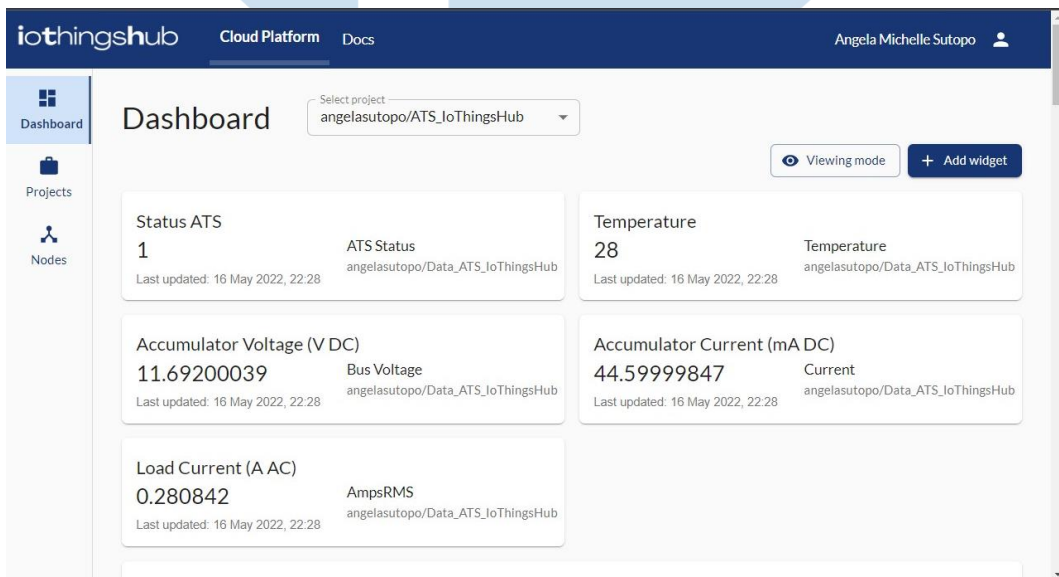 iothingshub
Cloud Platform
Docs
Angela Michelle Sutopo
Dashboard
Projects
Nodes
Dashboard
Select project
angelasutopo/ATS_IoThingsHub
Viewing mode
+ Add widget
Status ATS
1
Last updated: 16 May 2022, 22:28
ATS Status
angelasutopo/Data_ATS_IoThingsHub
Temperature
28
Last updated: 16 May 2022, 22:28
Temperature
angelasutopo/Data_ATS_IoThingsHub
Accumulator Voltage (V DC)
11.69200039
Last updated: 16 May 2022, 22:28
Bus Voltage
angelasutopo/Data_ATS_IoThingsHub
Accumulator Current (mA DC)
44.59999847
Last updated: 16 May 2022, 22:28
Current
angelasutopo/Data_ATS_IoThingsHub
Load Current (A AC)
0.280842
Last updated: 16 May 2022, 22:28
AmpsRMS
angelasutopo/Data_ATS_IoThingsHub